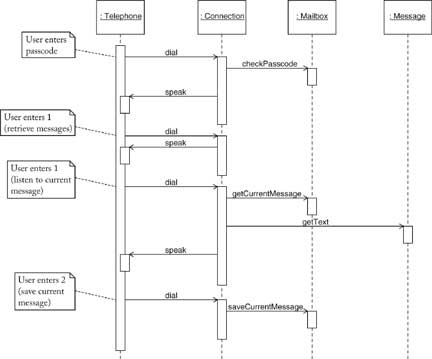 : Telephone
: Connection
: Mailbox
: Message
User enters
passcode
dial
checkPasscode
speak
User enters 1
(retrieve messages)
dial
speak
User enters 1
(listen to current
message)
dial
getCurrentMessage
getText
speak
User enters 2
(save current
message)
dial
saveCurrentMessage